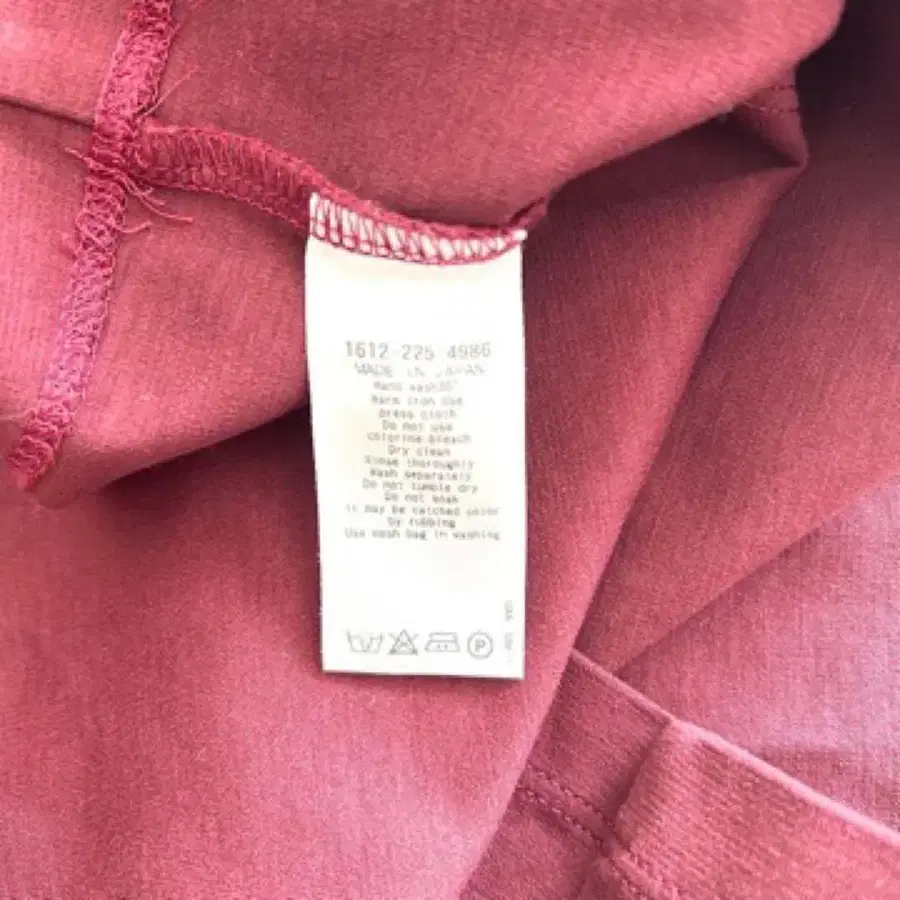 1612-225 4986
MADE IN JAPAN
Hand wash30°
Warm iron Use
press cloth
Do not use
chlorine bleach
Dry clean
Rinse thoroughly
Wash separately
Do not tumble dry
Do not soak
it may be catched color
by rubbing
Use wash bag in washing
P